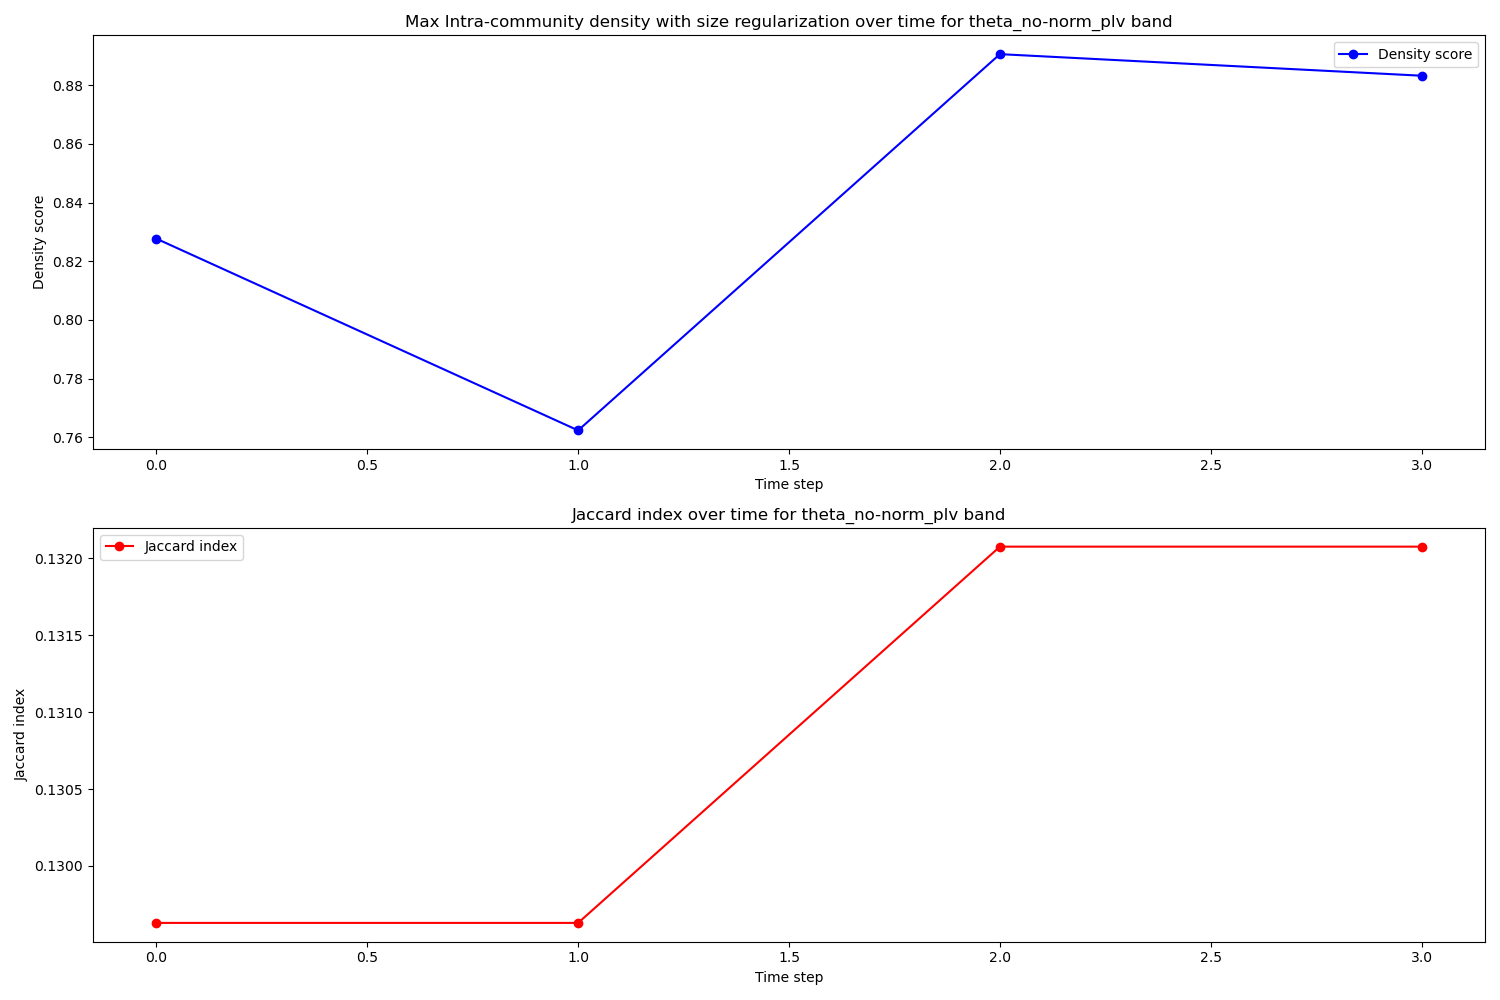 Max Intra-community density with size regularization over time for theta_no-norm_plv band
Density score
0.88
0.86
0.84
0.82
0.80
0.78
0.76
Density score
0.0 0.5 1.0 1.5 2.0 2.5 3.0
Time step
Jaccard index over time for theta_no-norm_plv band
Jaccard index
0.1320
0.1315
0.1310
0.1305
0.1300
Jaccard index
0.0 0.5 1.0 1.5 2.0 2.5 3.0
Time step